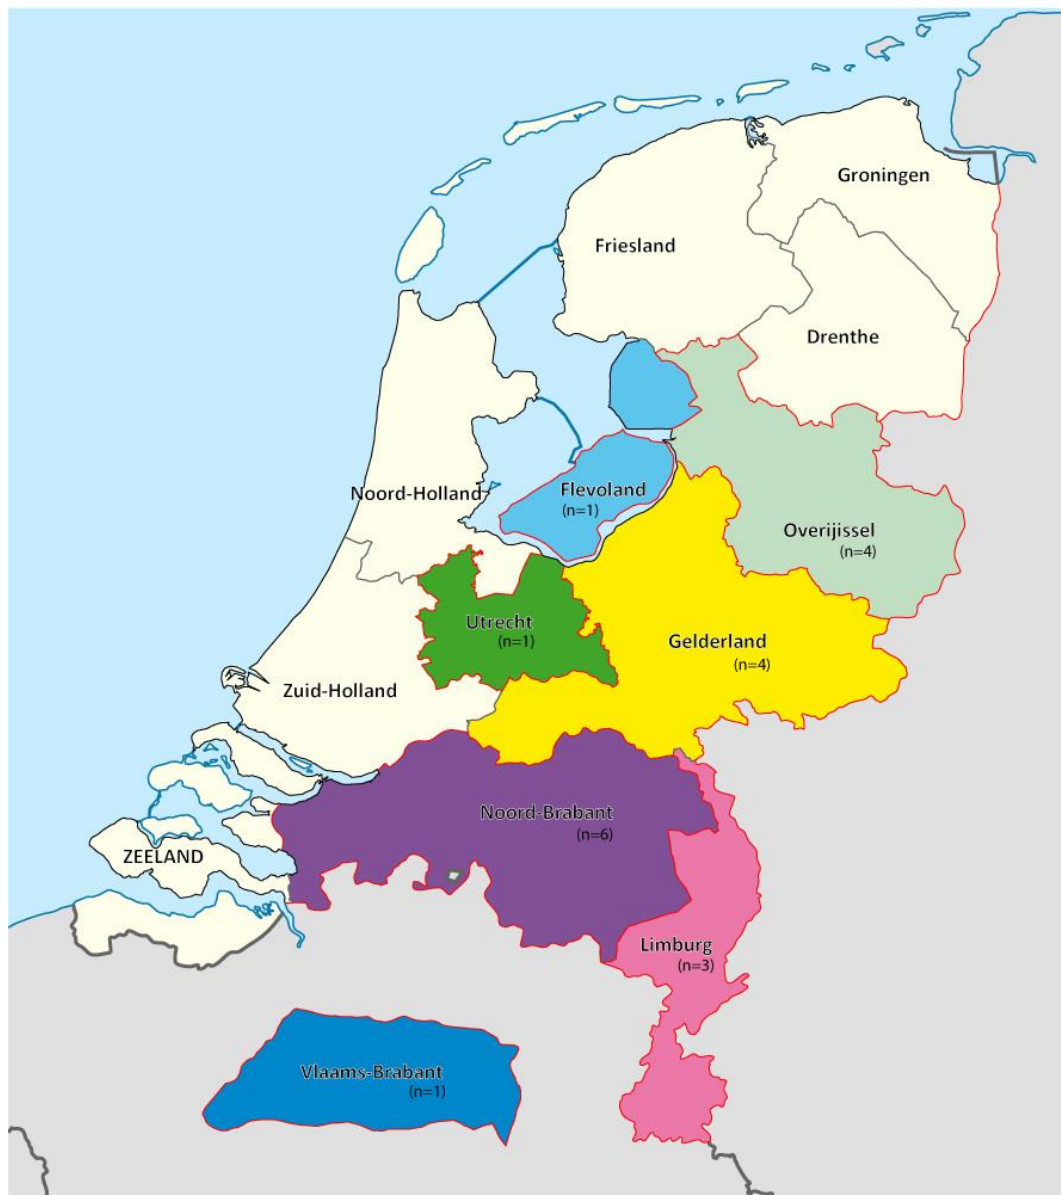 Groningen
Friesland
Drenthe
Noord-Holland
Flevoland
(n=1)
Overijissel
(n=4)
Utrecht
(n=1)
Gelderland
(n=4)
Zuid-Holland
Noord-Brabant
(n=6)
ZEELAND
Limburg
(n=3)
Vlaams-Brabant
(n=1)